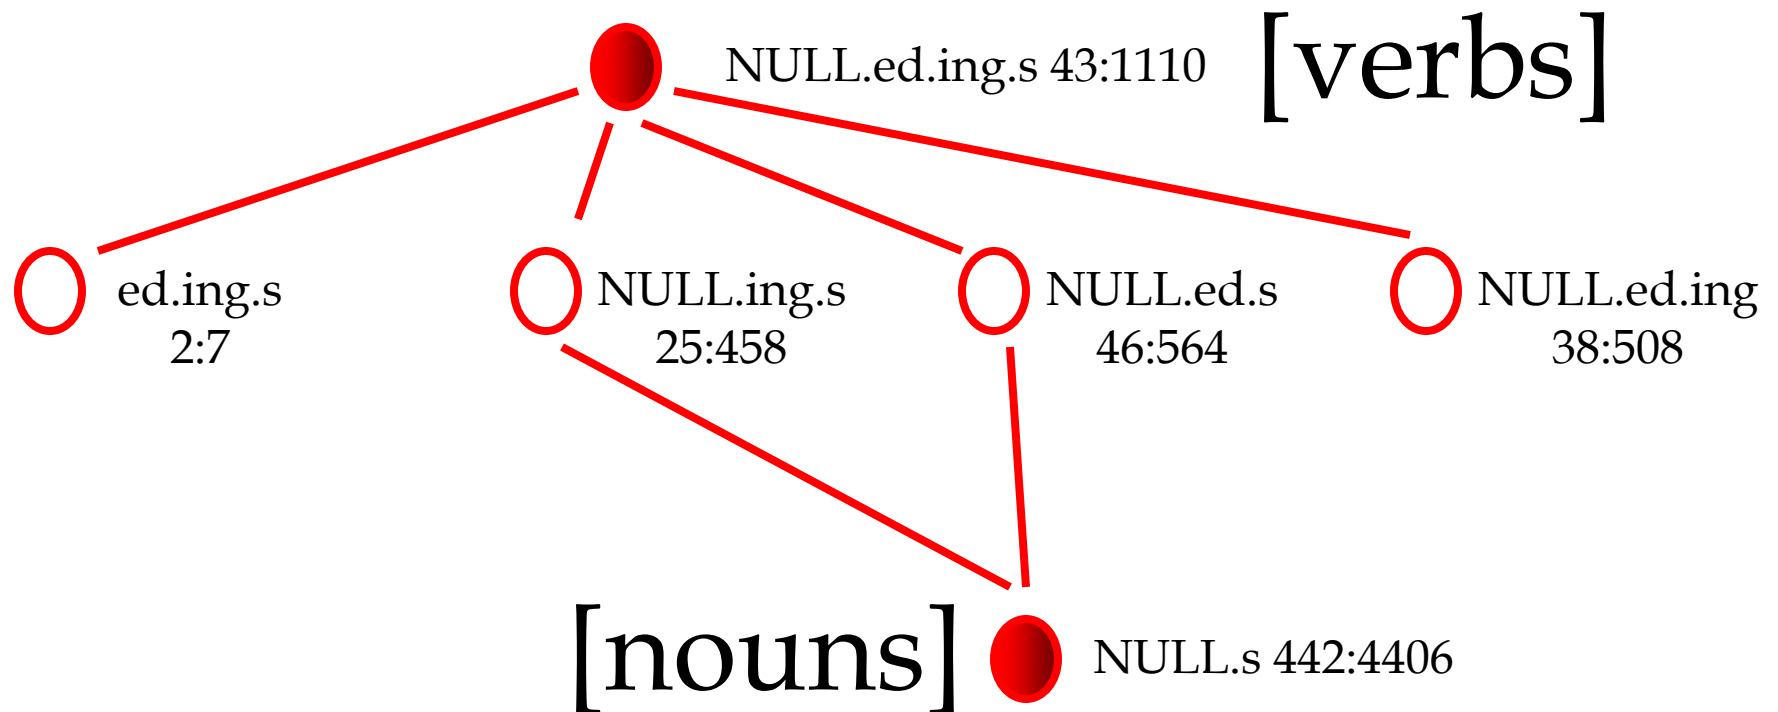 NULL.ed.ing.s 43:1110 [verbs]
ed.ing.s
2:7
NULL.ing.s
25:458
NULL.ed.s
46:564
NULL.ed.ing
38:508
[nouns] NULL.s 442:4406